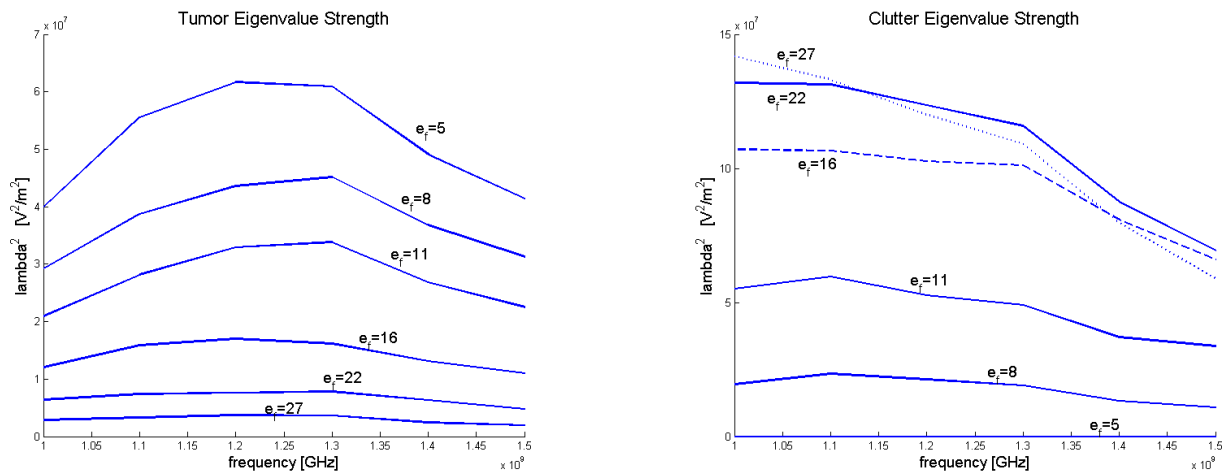 Tumor Eigenvalue Strength
x 10^7
7
6
5
4
3
2
1
0
lambda^2 [V^2/m^2]
e_f=5
e_f=8
e_f=11
e_f=16
e_f=22
e_f=27
1 1.05 1.1 1.15 1.2 1.25 1.3 1.35 1.4 1.45 1.5
frequency [GHz]
x 10^9
Clutter Eigenvalue Strength
x 10^7
15
10
5
0
lambda^2 [V^2/m^2]
e_f=27
e_f=22
e_f=16
e_f=11
e_f=8
e_f=5
1 1.05 1.1 1.15 1.2 1.25 1.3 1.35 1.4 1.45 1.5
frequency [GHz]
x 10^9